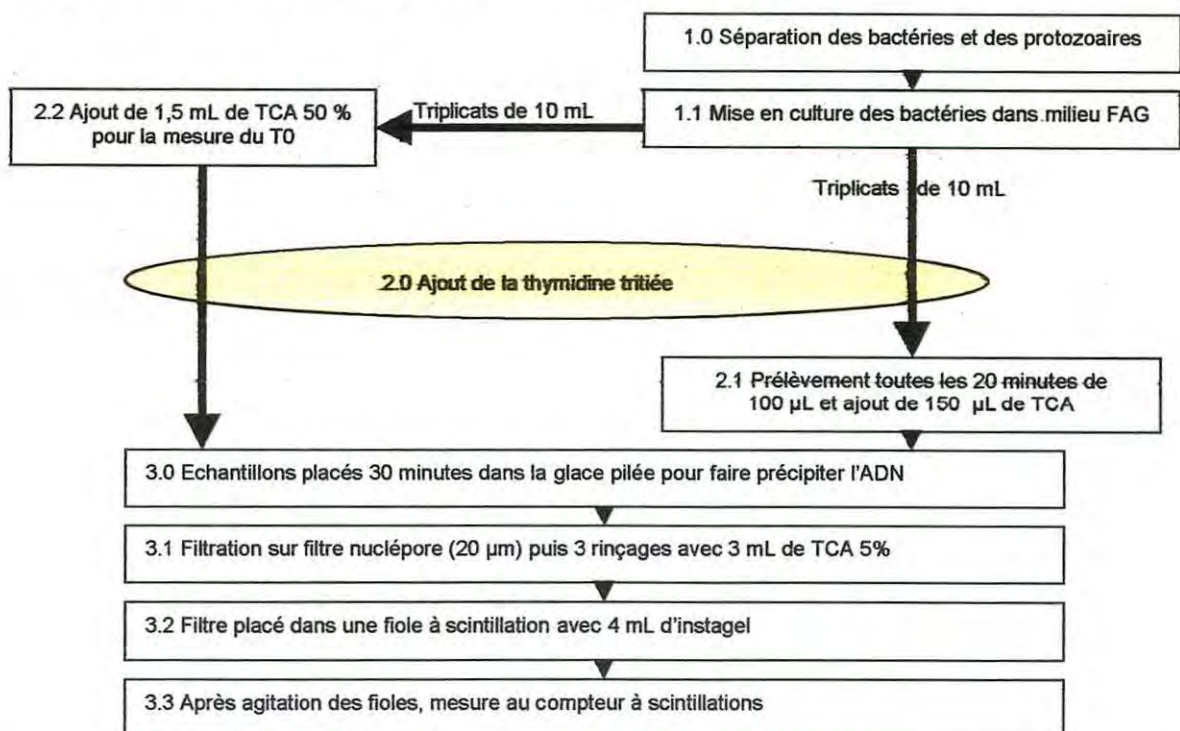 1.0 Séparation des bactéries et des protozoaires
2.2 Ajout de 1,5 mL de TCA 50 %
pour la mesure du T0
Triplicats de 10 mL
1.1 Mise en culture des bactéries dans milieu FAG
Triplicats de 10 mL
2.0 Ajout de la thymidine tritiée
2.1 Prélèvement toutes les 20 minutes de
100 µL et ajout de 150 µL de TCA
3.0 Echantillons placés 30 minutes dans la glace pilée pour faire précipiter l'ADN
3.1 Filtration sur filtre nuclépore (20 µm) puis 3 rinçages avec 3 mL de TCA 5%
3.2 Filtre placé dans une fiole à scintillation avec 4 mL d'instagel
3.3 Après agitation des fioles, mesure au compteur à scintillations